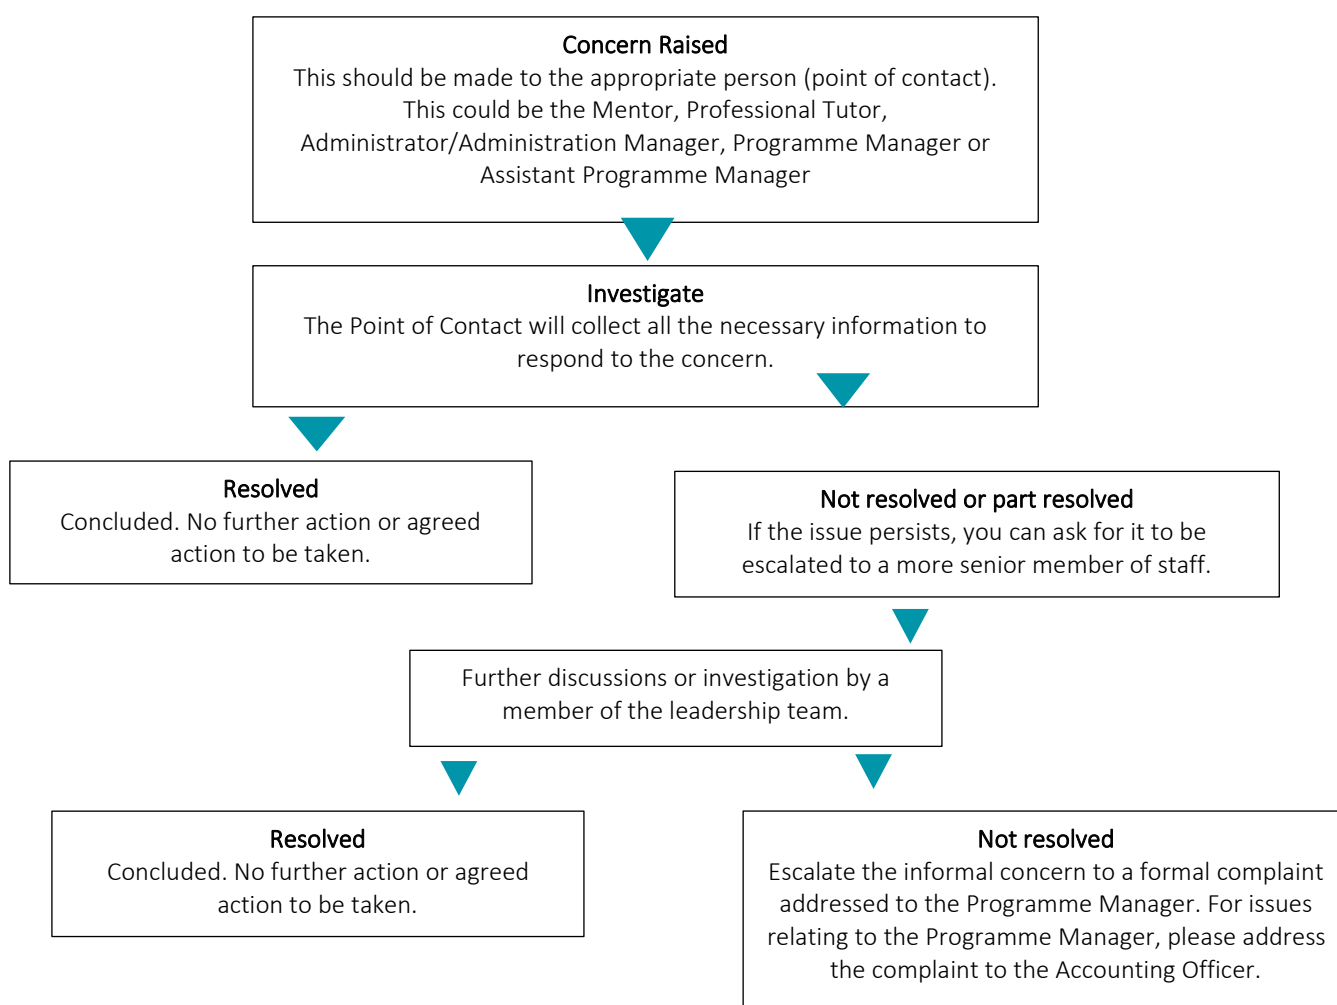 Concern Raised
This should be made to the appropriate person (point of contact).
This could be the Mentor, Professional Tutor,
Administrator/Administration Manager, Programme Manager or
Assistant Programme Manager
Investigate
The Point of Contact will collect all the necessary information to
respond to the concern.
Resolved
Concluded. No further action or agreed
action to be taken.
Not resolved or part resolved
If the issue persists, you can ask for it to be
escalated to a more senior member of staff.
Further discussions or investigation by a
member of the leadership team.
Resolved
Concluded. No further action or agreed
action to be taken.
Not resolved
Escalate the informal concern to a formal complaint
addressed to the Programme Manager. For issues
relating to the Programme Manager, please address
the complaint to the Accounting Officer.